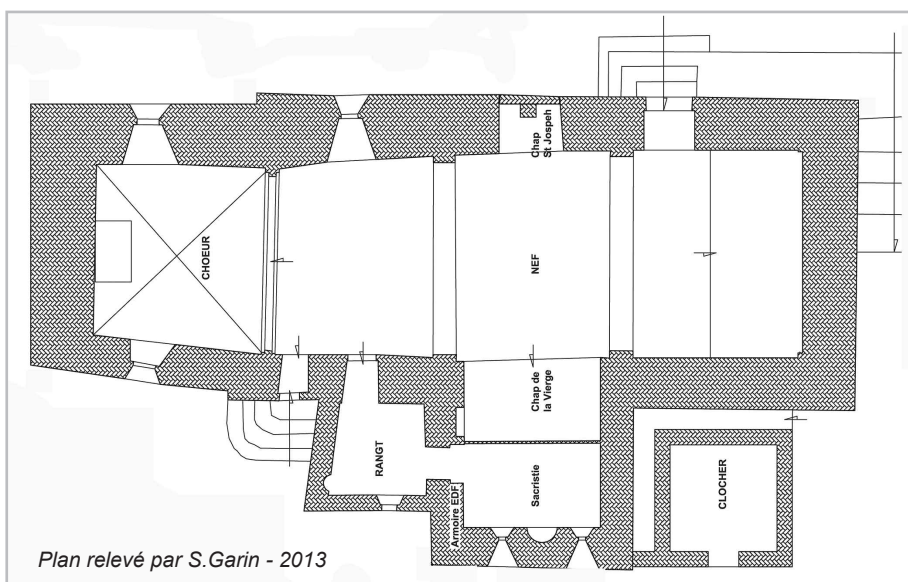 Chap
St Jospeh
CHOEUR
NEF
Chap de
la Vierge
RANGT
Armoire EDF
Sacristie
CLOCHER
Plan relevé par S.Garin - 2013